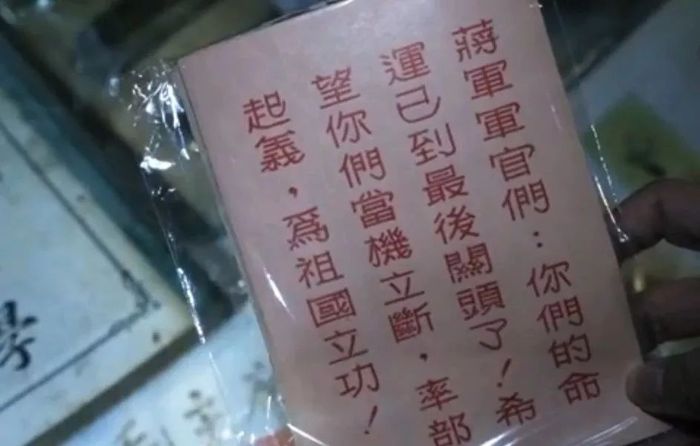 蔣軍軍官們：你們的命
運已到最後關頭了！希
望你們當機立斷，率部
起義，爲祖國立功！
學